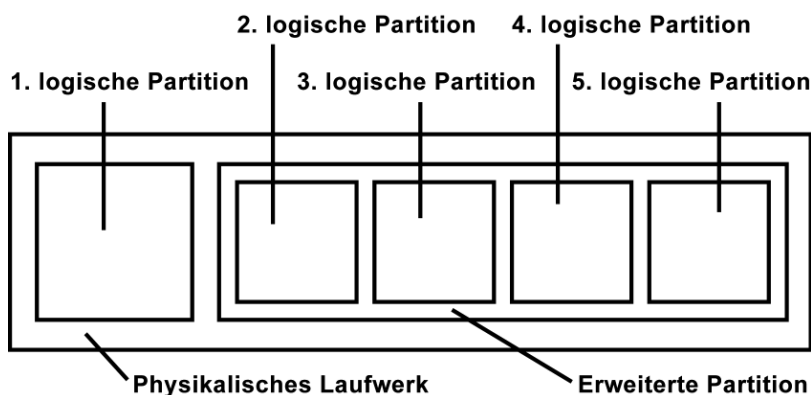 2. logische Partition
4. logische Partition
1. logische Partition
3. logische Partition
5. logische Partition
Physikalisches Laufwerk
Erweiterte Partition